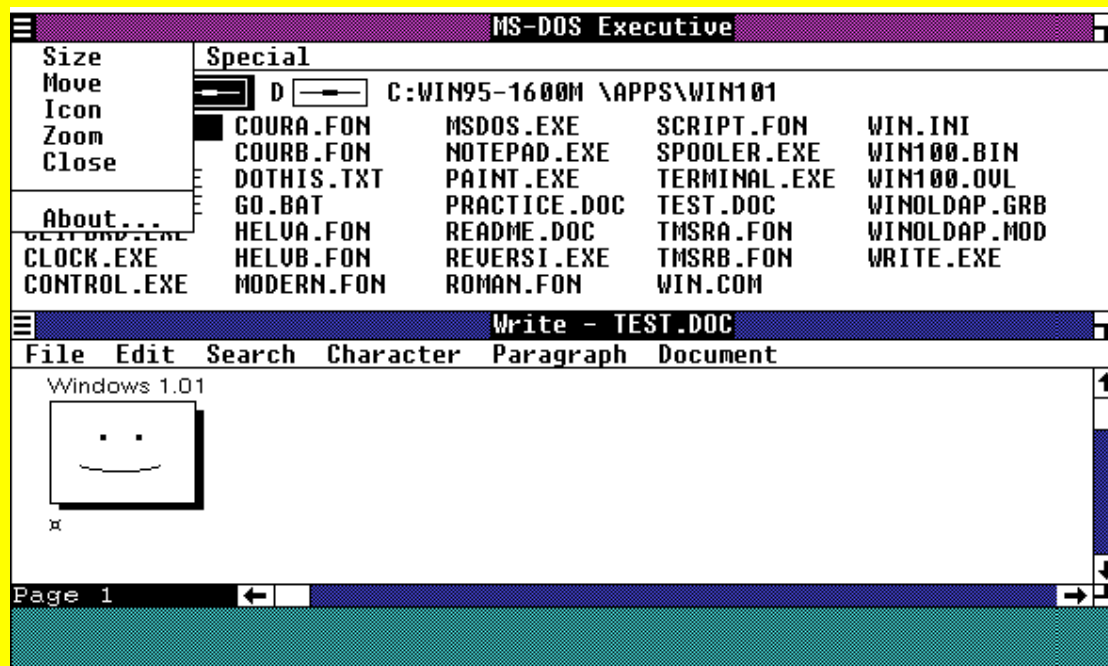 MS-DOS Executive
Size
Move
Icon
Zoom
Close
About...
Special
D C:WIN95-1600M \APPS\WIN101
COURA.FON MSDOS.EXE SCRIPT.FON WIN.INI
COURB.FON NOTEPAD.EXE SPOOLER.EXE WIN100.BIN
DOTHIS.TXT PAINT.EXE TERMINAL.EXE WIN100.OVL
GO.BAT PRACTICE.DOC TEST.DOC WINOLDAP.GRB
HELVA.FON README.DOC TMSRA.FON WINOLDAP.MOD
CLOCK.EXE HELVB.FON REVERSI.EXE TMSRB.FON WRITE.EXE
CONTROL.EXE MODERN.FON ROMAN.FON WIN.COM
Write - TEST.DOC
File Edit Search Character Paragraph Document
Windows 1.01
¤
Page 1